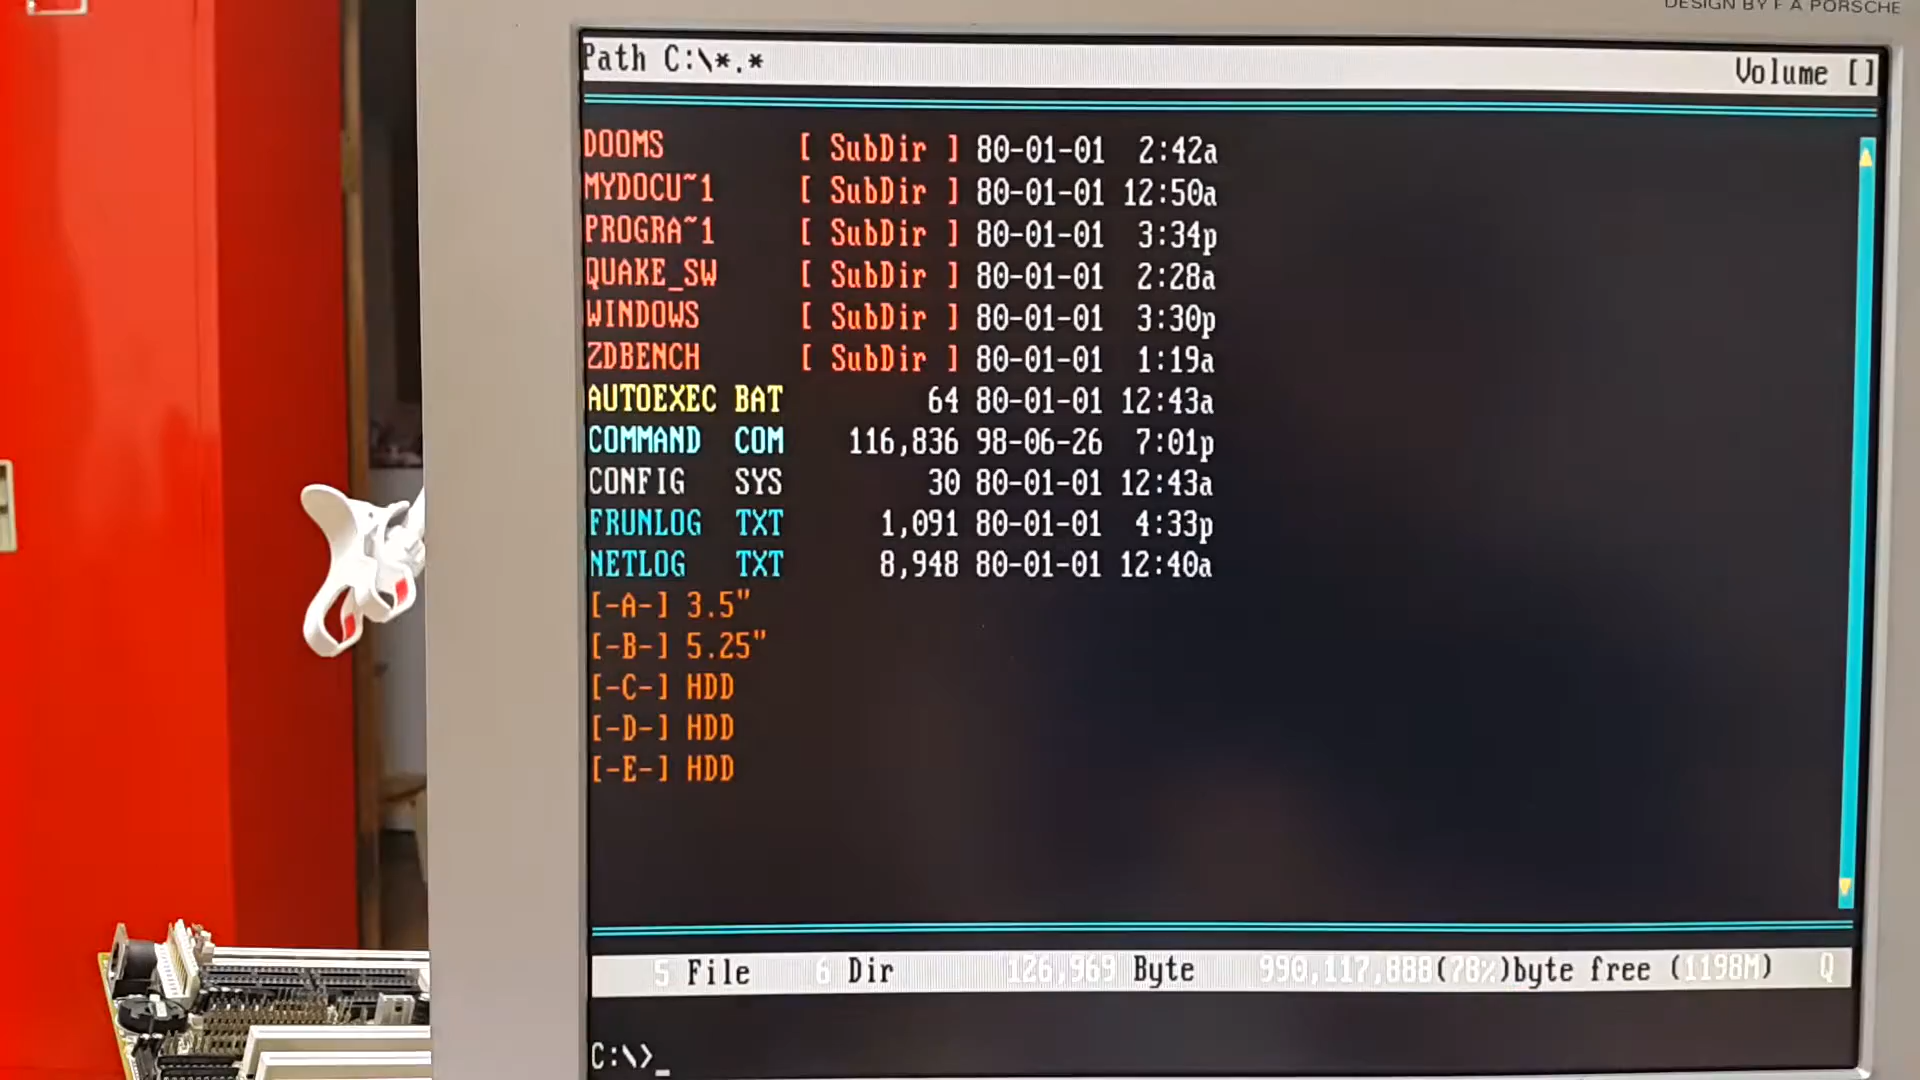 DESIGN BY F A PORSCHE
Path C:\*.* Volume []
DOOMS [ SubDir ] 80-01-01 2:42a
MYDOCU~1 [ SubDir ] 80-01-01 12:50a
PROGRA~1 [ SubDir ] 80-01-01 3:34p
QUAKE_SW [ SubDir ] 80-01-01 2:28a
WINDOWS [ SubDir ] 80-01-01 3:30p
ZDBENCH [ SubDir ] 80-01-01 1:19a
AUTOEXEC BAT 64 80-01-01 12:43a
COMMAND COM 116,836 98-06-26 7:01p
CONFIG SYS 30 80-01-01 12:43a
FRUNLOG TXT 1,091 80-01-01 4:33p
NETLOG TXT 8,948 80-01-01 12:40a
[-A-] 3.5"
[-B-] 5.25"
[-C-] HDD
[-D-] HDD
[-E-] HDD
5 File 6 Dir 126,969 Byte 990,117,888(78%)byte free (1198M) Q
C:\>_